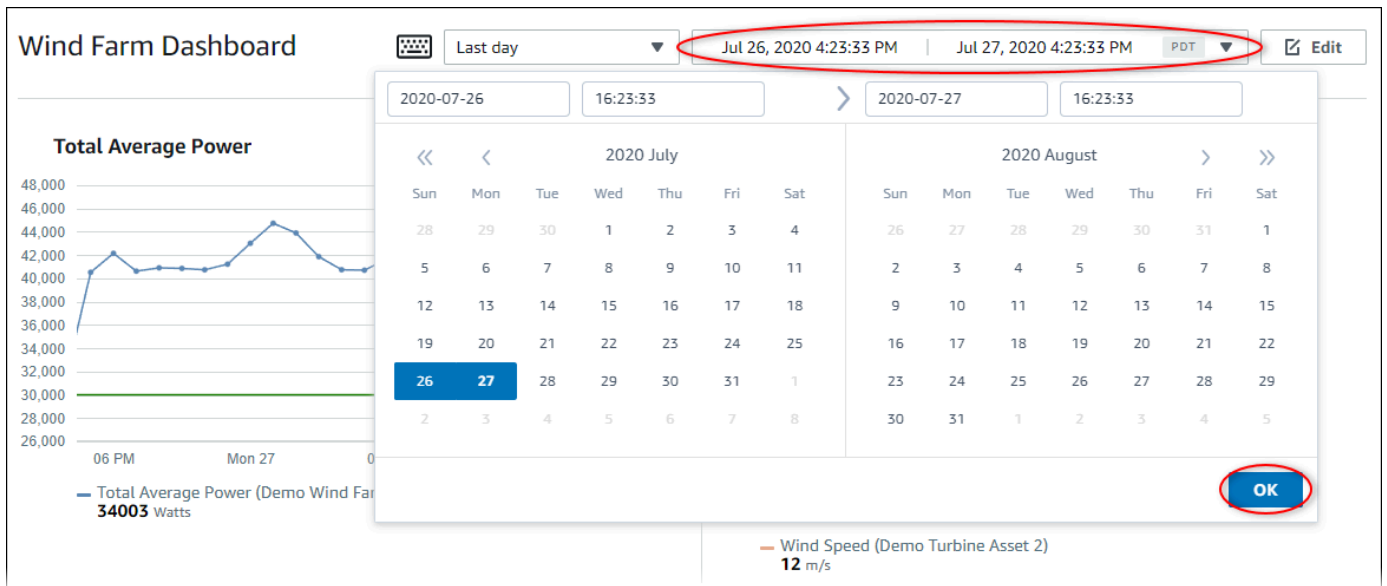 Wind Farm Dashboard
Last day
Jul 26, 2020 4:23:33 PM | Jul 27, 2020 4:23:33 PM PDT
Edit
2020-07-26 16:23:33 2020-07-27 16:23:33
Total Average Power
48,000
46,000
44,000
42,000
40,000
38,000
36,000
34,000
32,000
30,000
28,000
26,000
06 PM Mon 27 0
Total Average Power (Demo Wind Far
34003 Watts
2020 July
Sun Mon Tue Wed Thu Fri Sat
28 29 30 1 2 3 4
5 6 7 8 9 10 11
12 13 14 15 16 17 18
19 20 21 22 23 24 25
26 27 28 29 30 31 1
2 3 4 5 6 7 8
2020 August
Sun Mon Tue Wed Thu Fri Sat
26 27 28 29 30 31 1
2 3 4 5 6 7 8
9 10 11 12 13 14 15
16 17 18 19 20 21 22
23 24 25 26 27 28 29
30 31 1 2 3 4 5
OK
Wind Speed (Demo Turbine Asset 2)
12 m/s